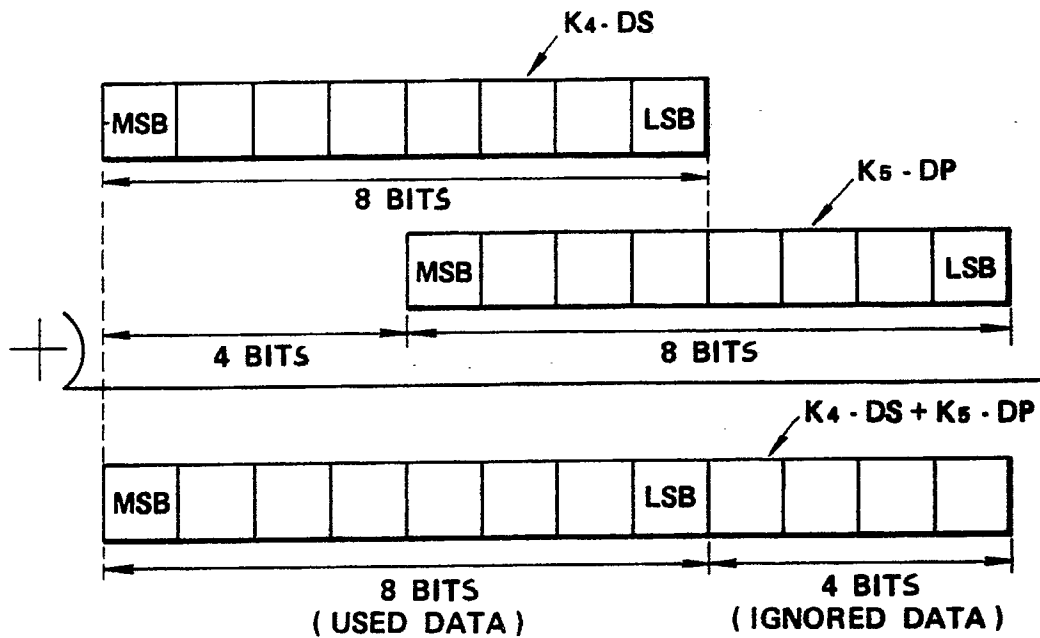 K4 - DS
MSB LSB
8 BITS
K5 - DP
MSB LSB
4 BITS 8 BITS
+
K4 - DS + K5 - DP
MSB LSB
8 BITS 4 BITS
( USED DATA ) ( IGNORED DATA )